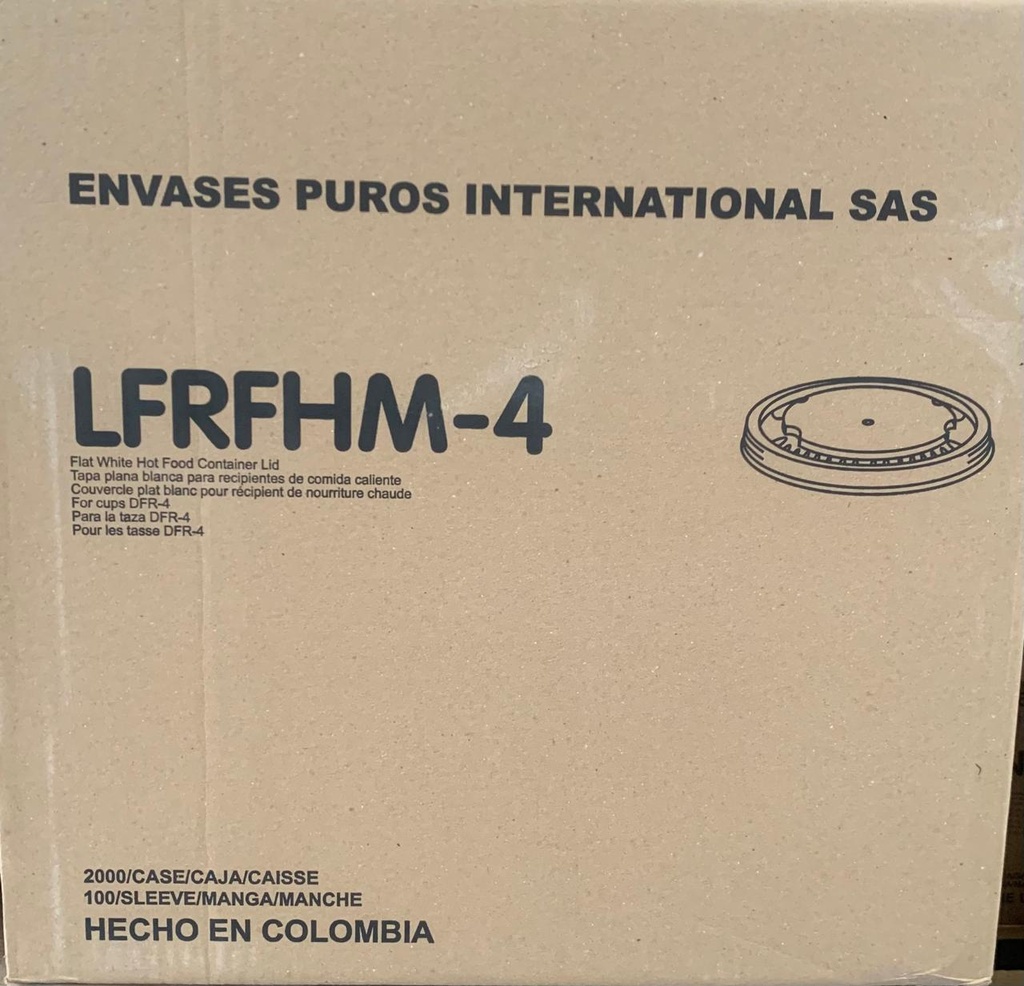 ENVASES PUROS INTERNATIONAL SAS
LFRFHM-4
Flat White Hot Food Container Lid
Tapa plana blanca para recipientes de comida caliente
Couvercle plat blanc pour récipient de nourriture chaude
For cups DFR-4
Para la taza DFR-4
Pour les tasse DFR-4
2000/CASE/CAJA/CAISSE
100/SLEEVE/MANGA/MANCHE
HECHO EN COLOMBIA